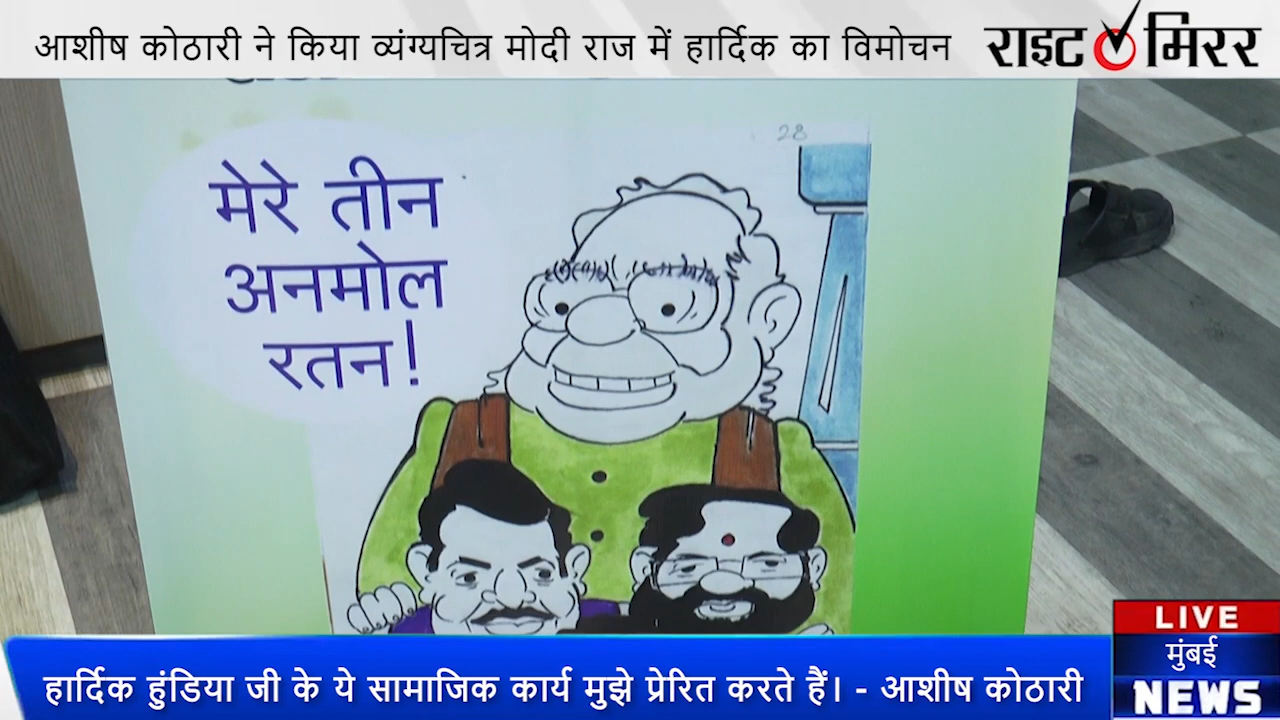 आशीष कोठारी ने किया व्यंग्यचित्र मोदी राज में हार्दिक का विमोचन
राइट मिरर
28
मेरे तीन
अनमोल
रतन!
LIVE
मुंबई
NEWS
हार्दिक हुंडिया जी के ये सामाजिक कार्य मुझे प्रेरित करते हैं। - आशीष कोठारी